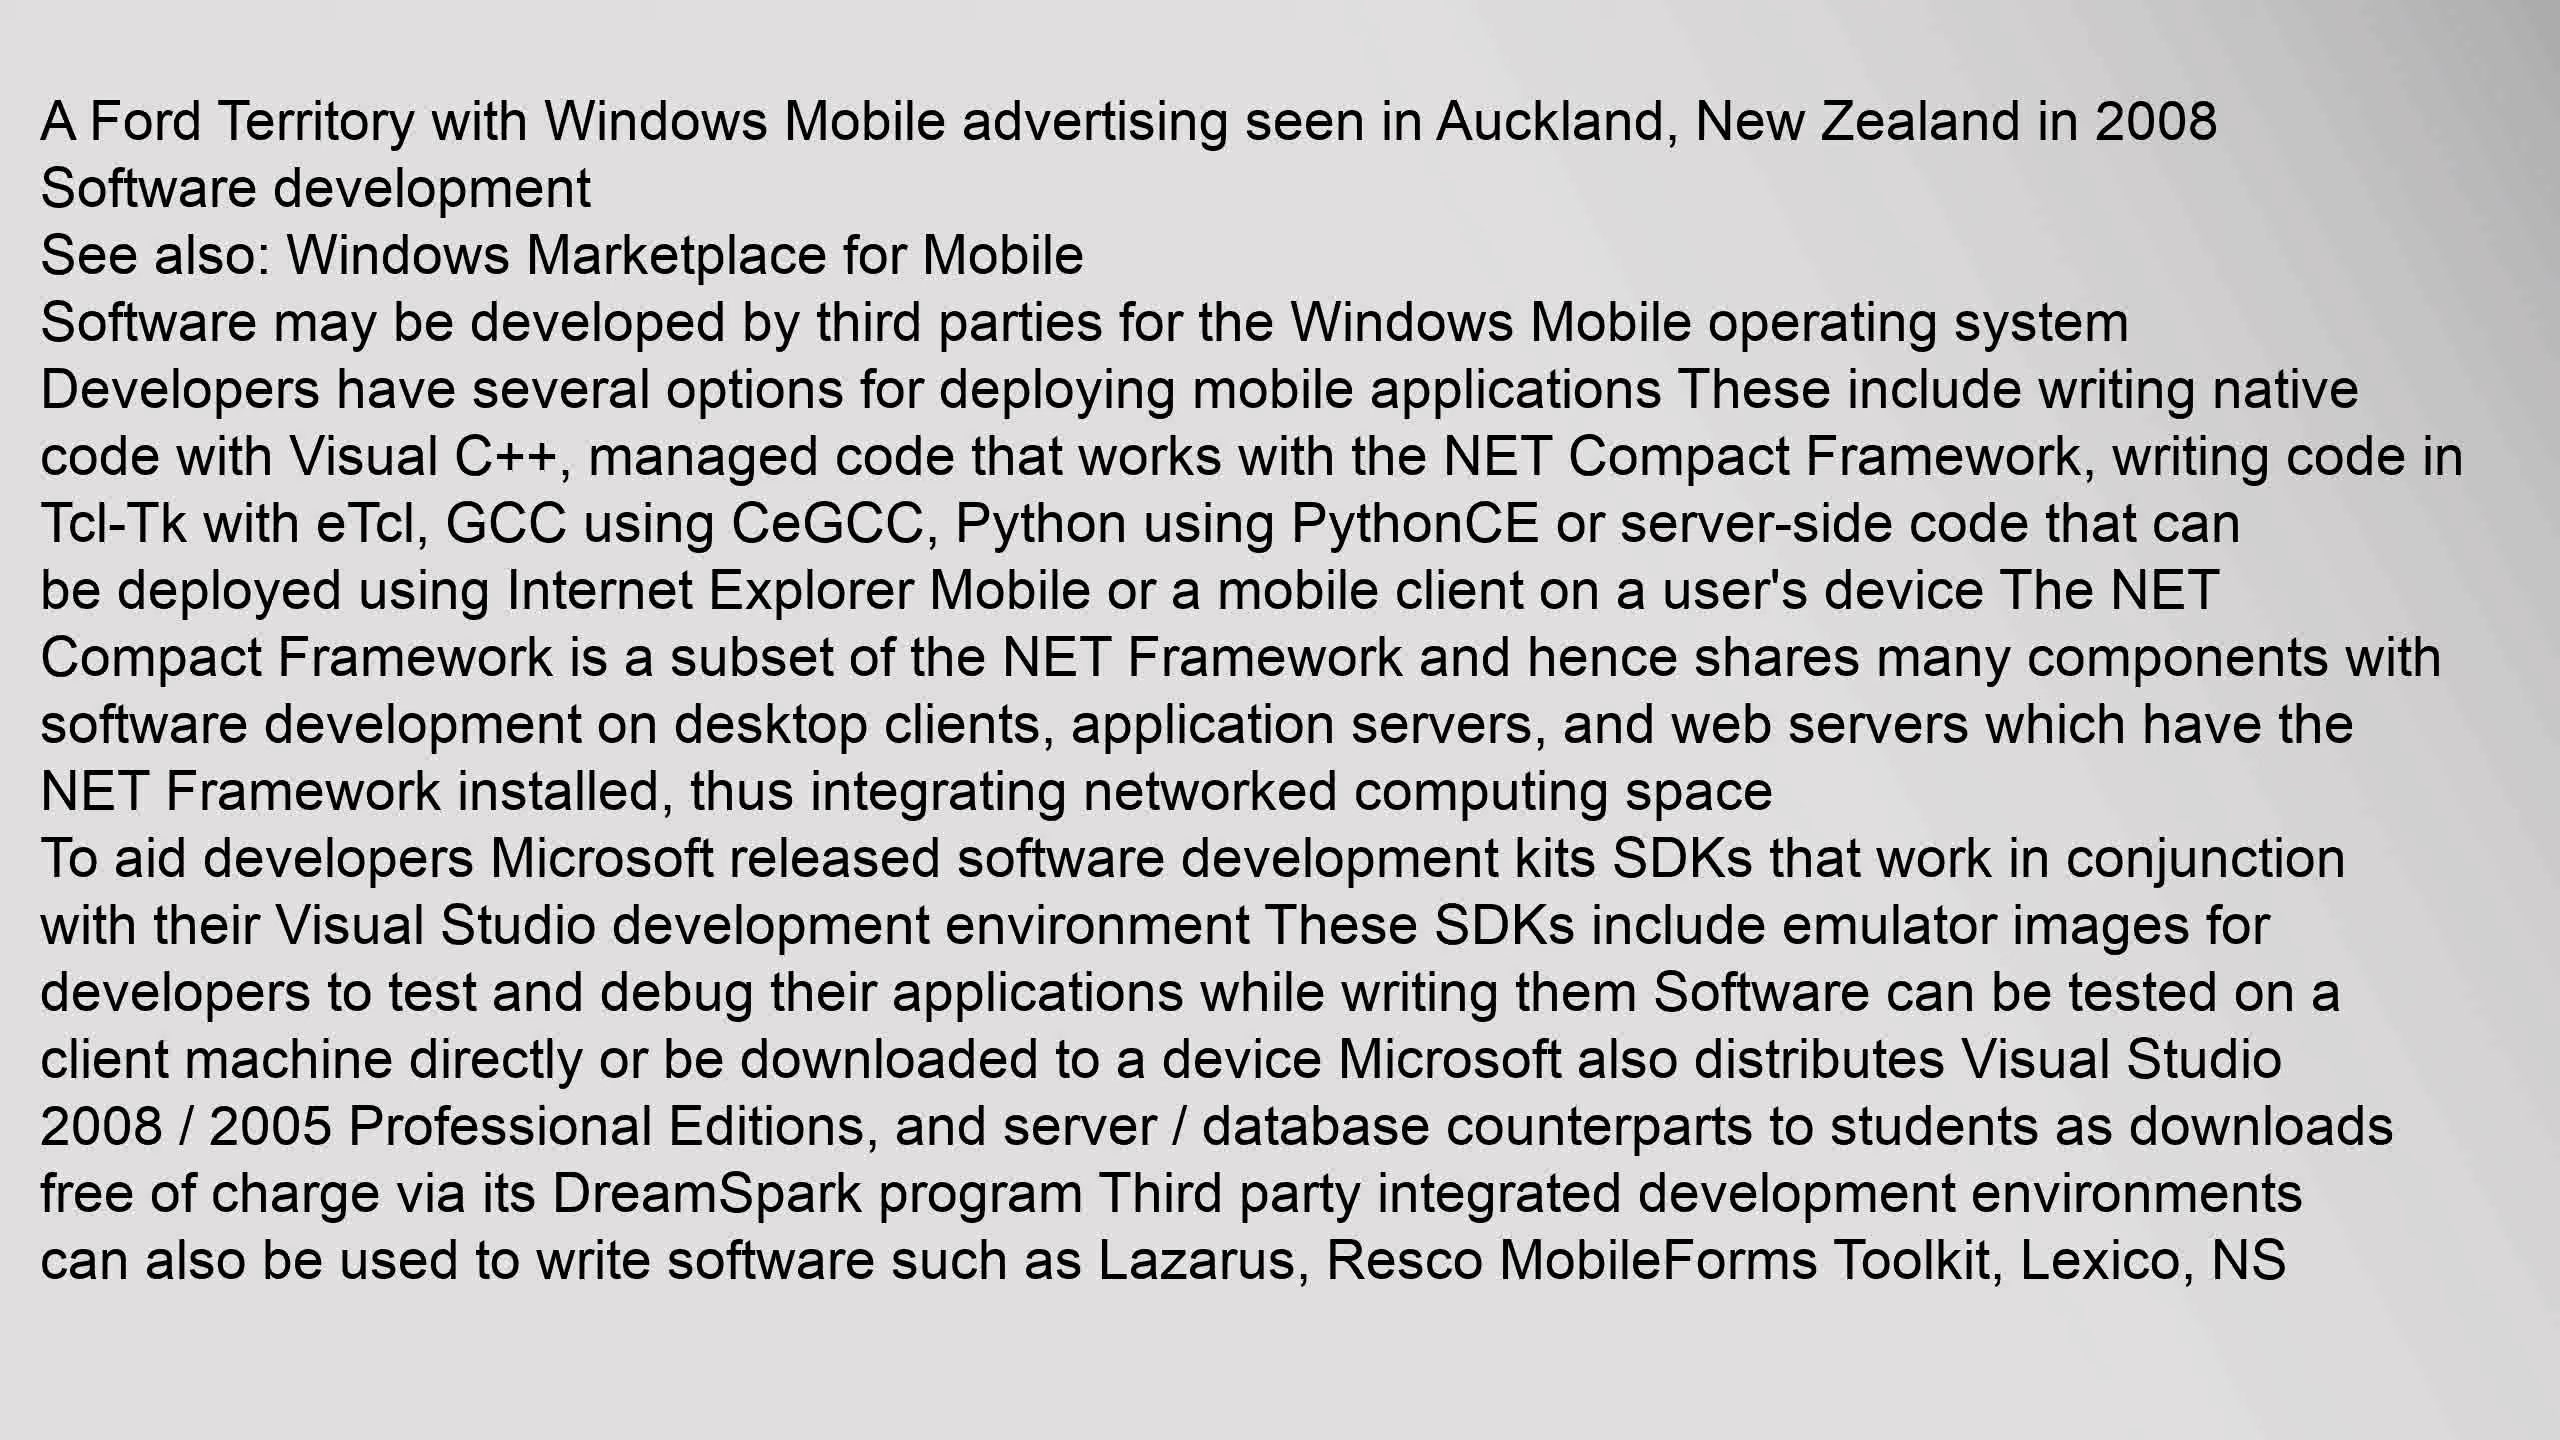 A Ford Territory with Windows Mobile advertising seen in Auckland, New Zealand in 2008
Software development
See also: Windows Marketplace for Mobile
Software may be developed by third parties for the Windows Mobile operating system
Developers have several options for deploying mobile applications These include writing native
code with Visual C++, managed code that works with the NET Compact Framework, writing code in
Tcl-Tk with eTcl, GCC using CeGCC, Python using PythonCE or server-side code that can
be deployed using Internet Explorer Mobile or a mobile client on a user's device The NET
Compact Framework is a subset of the NET Framework and hence shares many components with
software development on desktop clients, application servers, and web servers which have the
NET Framework installed, thus integrating networked computing space
To aid developers Microsoft released software development kits SDKs that work in conjunction
with their Visual Studio development environment These SDKs include emulator images for
developers to test and debug their applications while writing them Software can be tested on a
client machine directly or be downloaded to a device Microsoft also distributes Visual Studio
2008 / 2005 Professional Editions, and server / database counterparts to students as downloads
free of charge via its DreamSpark program Third party integrated development environments
can also be used to write software such as Lazarus, Resco MobileForms Toolkit, Lexico, NS